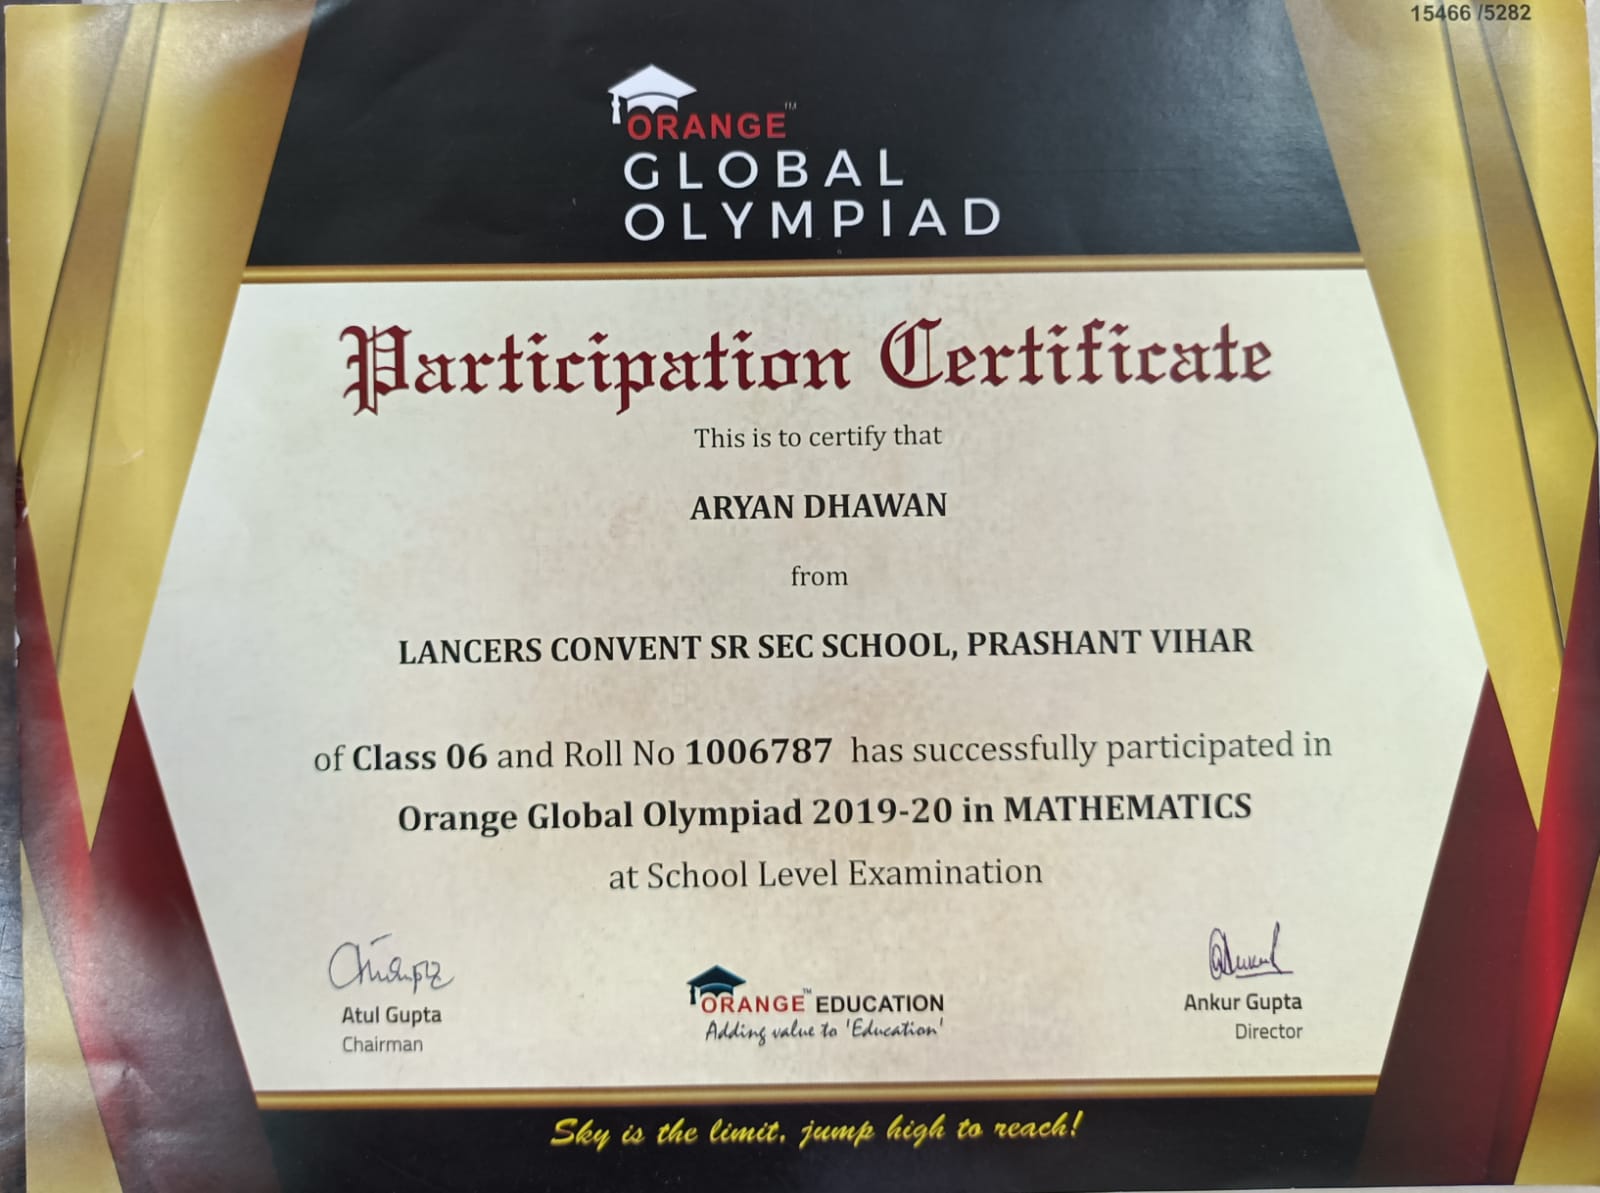 15466 /5282
ORANGE™
GLOBAL
OLYMPIAD
Participation Certificate
This is to certify that
ARYAN DHAWAN
from
LANCERS CONVENT SR SEC SCHOOL, PRASHANT VIHAR
of Class 06 and Roll No 1006787 has successfully participated in
Orange Global Olympiad 2019-20 in MATHEMATICS
at School Level Examination
Atul Gupta
Chairman
ORANGE™ EDUCATION
Adding value to 'Education'
Ankur Gupta
Director
Sky is the limit, jump high to reach!